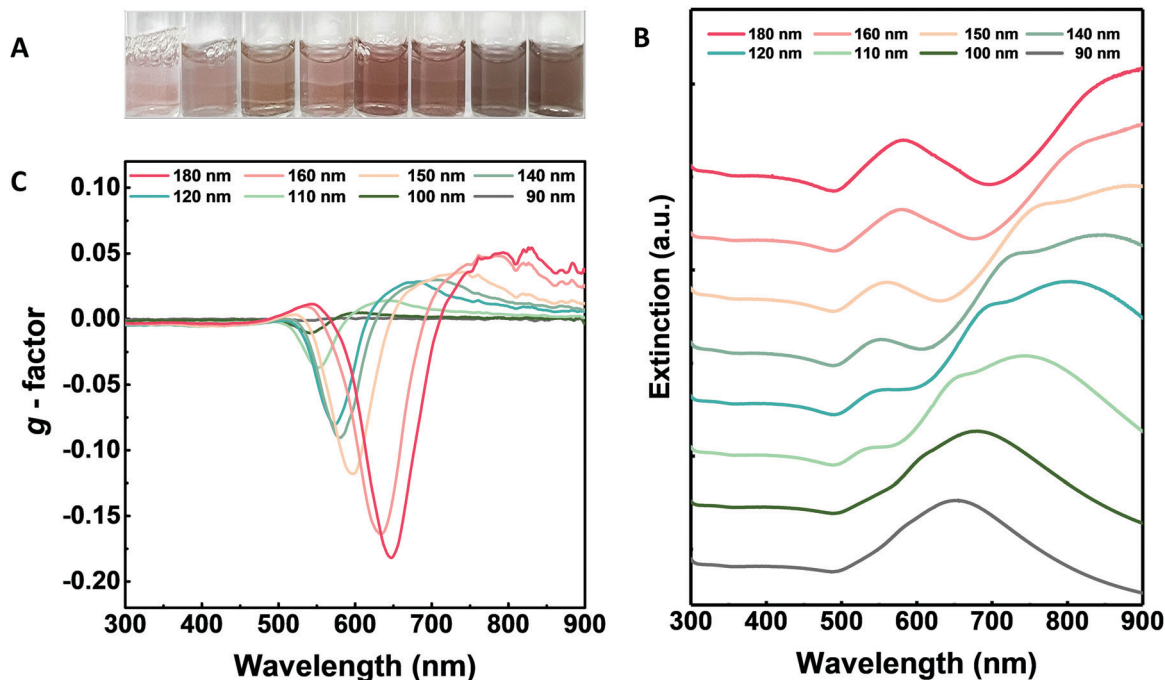 A
B
180 nm 160 nm 150 nm 140 nm
120 nm 110 nm 100 nm 90 nm
Extinction (a.u.)
300 400 500 600 700 800 900
Wavelength (nm)
C
180 nm 160 nm 150 nm 140 nm
120 nm 110 nm 100 nm 90 nm
0.10
0.05
0.00
-0.05
-0.10
-0.15
-0.20
g - factor
300 400 500 600 700 800 900
Wavelength (nm)